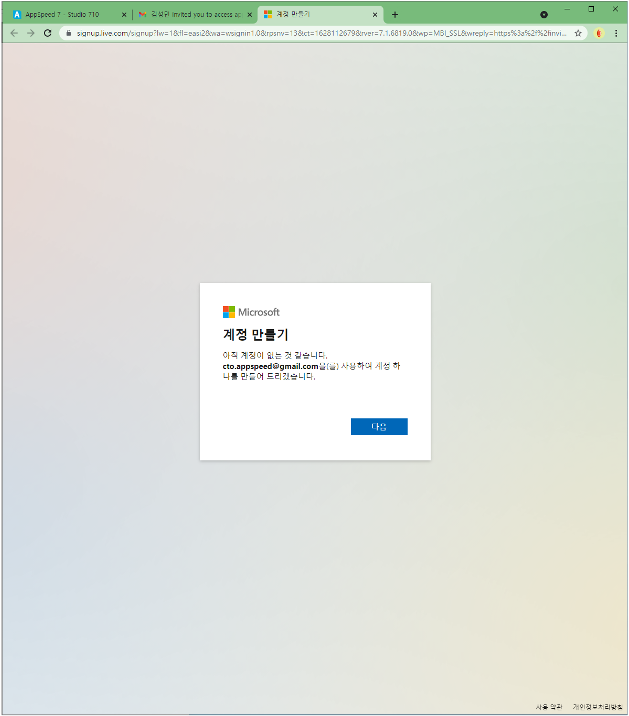 AppSpeed 7 - Studio 710
김성민 invited you to access ap
계정 만들기
signup.live.com/signup?lw=1&fl=easi2&wa=wsignin1.0&rpsnv=13&ct=1628112679&rver=7.1.6819.0&wp=MBI_SSL&wreply=https%3a%2f%2finvi...
Microsoft
계정 만들기
아직 계정이 없는 것 같습니다.
cto.appspeed@gmail.com을(를) 사용하여 계정 하
나를 만들어 드리겠습니다.
다음
사용 약관 개인정보처리방침